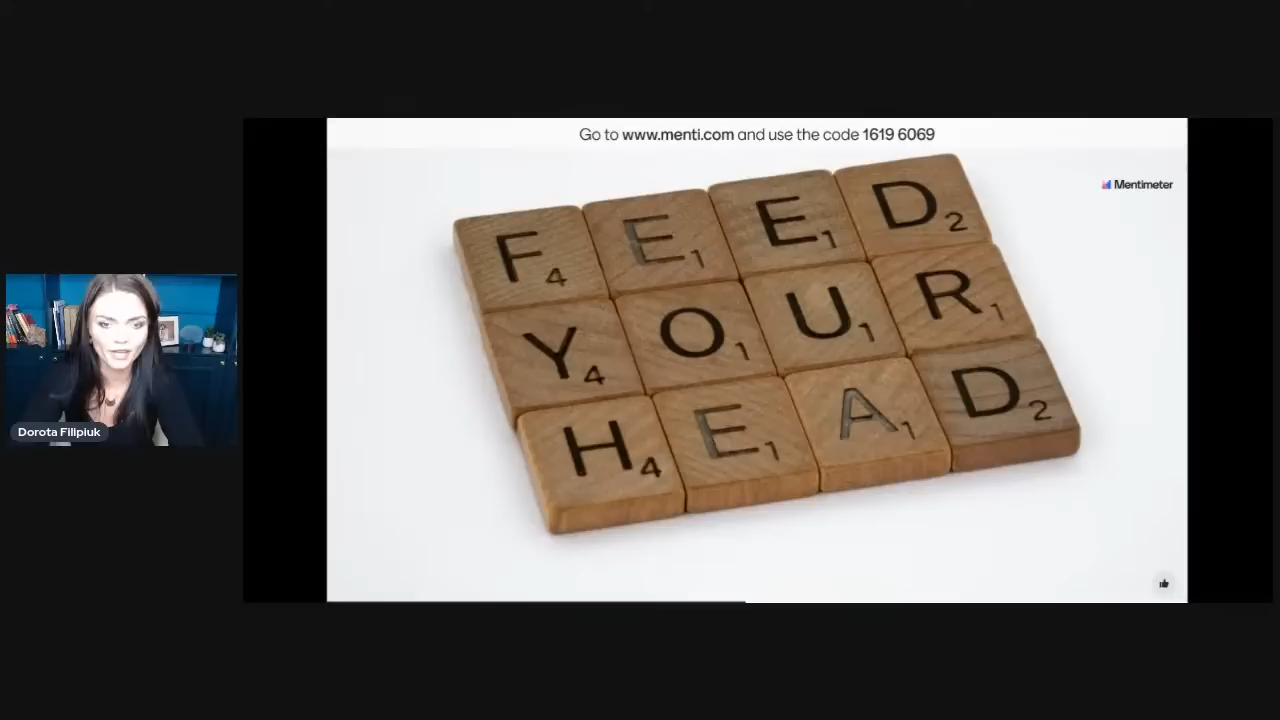 Go to www.menti.com and use the code 1619 6069
Mentimeter
F4 E1 E1 D2
Y4 O1 U1 R1
H4 E1 A1 D2
Dorota Filipiuk